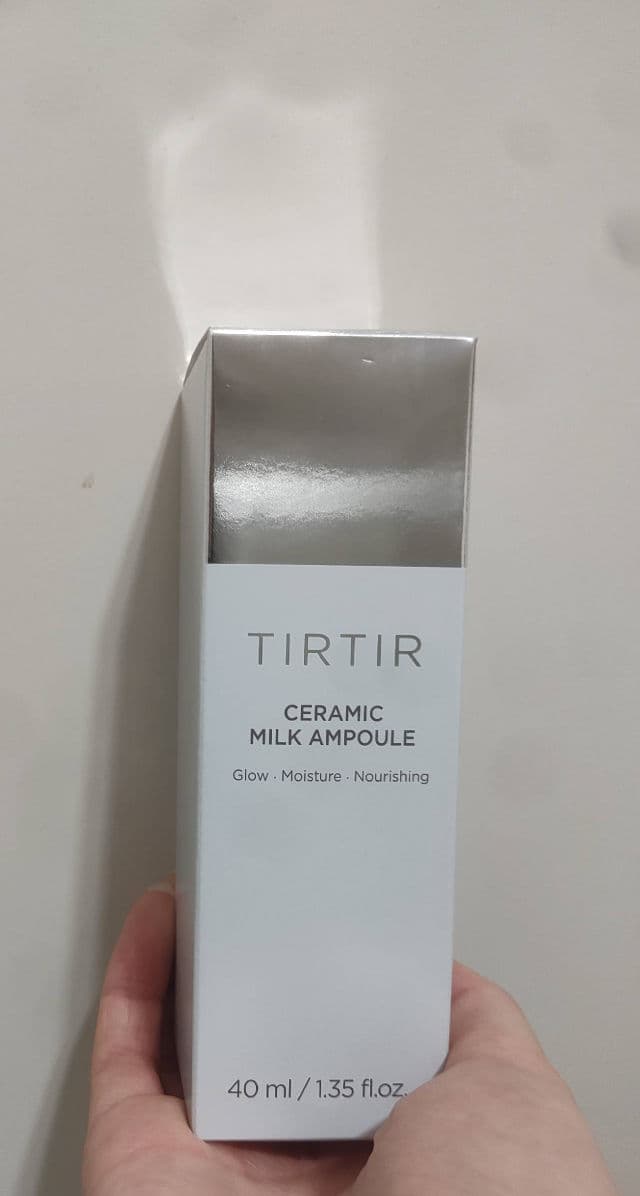 TIRTIR
CERAMIC
MILK AMPOULE
Glow · Moisture · Nourishing
40 ml / 1.35 fl.oz.